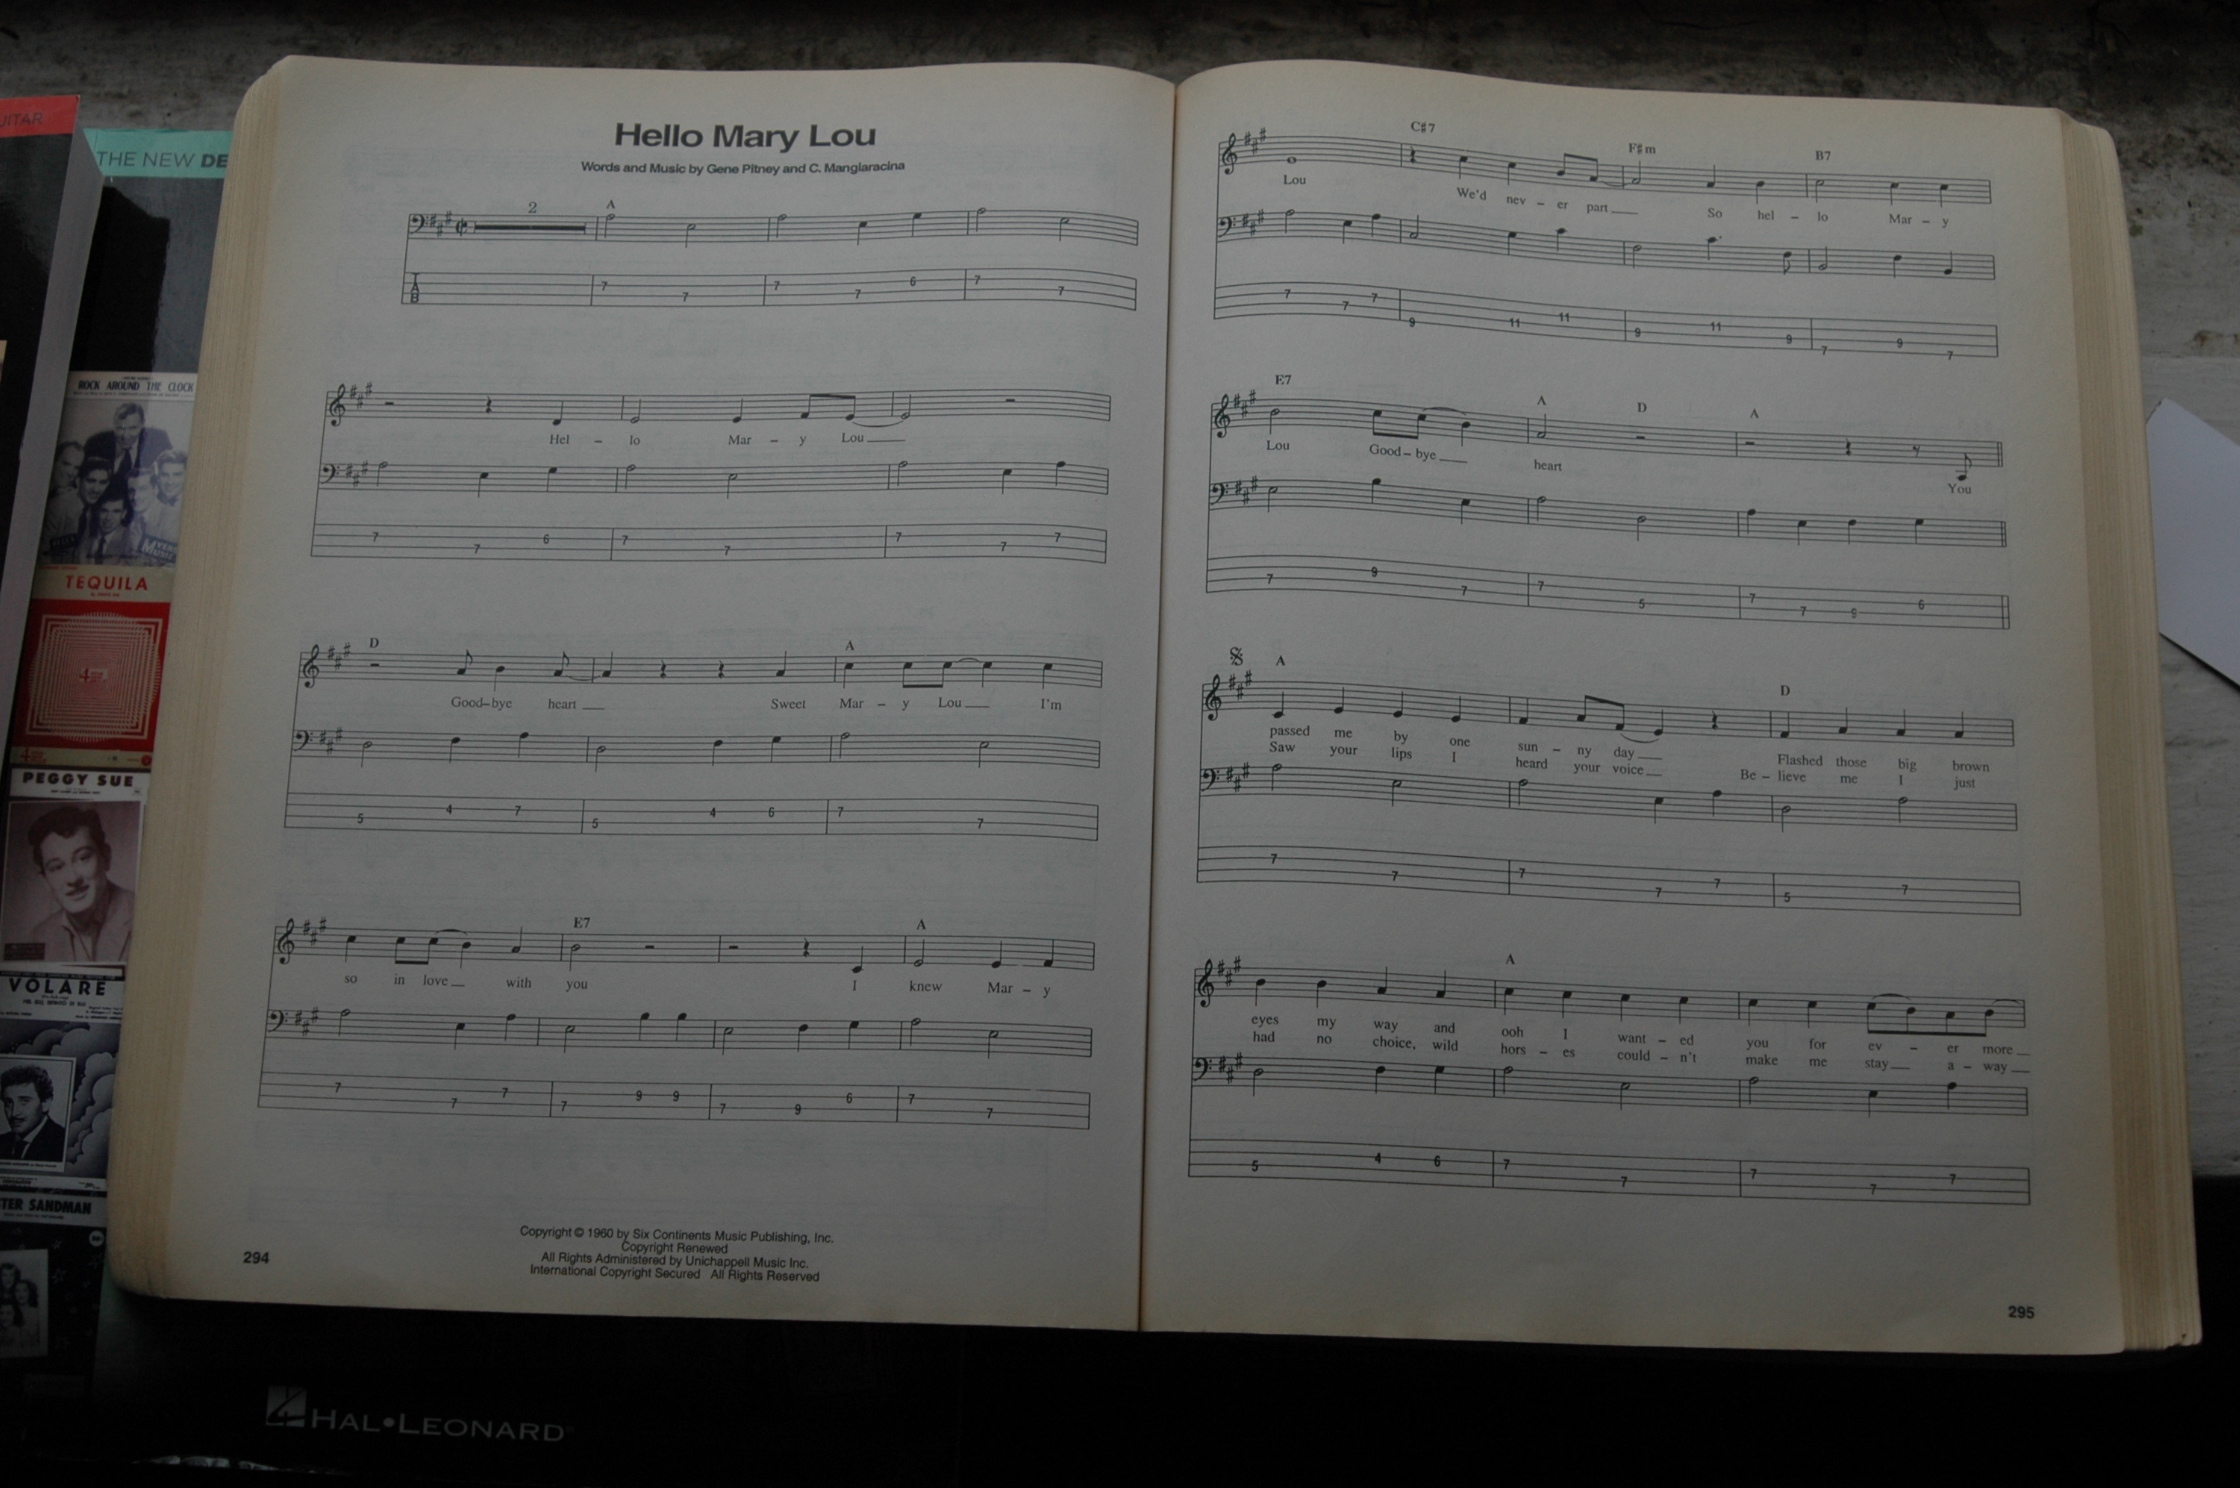 UITAR
THE NEW DE
ROCK AROUND THE CLOCK
TEQUILA
PEGGY SUE
VOLARE
TER SANDMAN
HAL•LEONARD
Hello Mary Lou
Words and Music by Gene Pitney and C. Mangiaracina
2
A
T
A
B
7 7 7 7 6 7 7
Hel – lo Mar – y Lou
7 7 6 7 7 7 7 7
D A
Good–bye heart Sweet Mar – y Lou I'm
5 4 7 5 4 6 7 7
E7 A
so in love with you I knew Mar – y
7 7 7 7 9 9 7 9 6 7 7
Copyright © 1960 by Six Continents Music Publishing, Inc.
Copyright Renewed
All Rights Administered by Unichappell Music Inc.
International Copyright Secured All Rights Reserved
294
C#7 F#m B7
Lou We'd nev – er part So hel – lo Mar – y
7 7 7 9 11 11 9 11 9 7 9 7
E7 A D A
Lou Good–bye heart You
7 9 7 7 5 7 7 9 6
A D
passed me by one sun – ny day Flashed those big brown
Saw your lips I heard your voice Be – lieve me I just
7 7 7 7 7 5 7
A
eyes my way and ooh I want – ed you for ev – er more
had no choice, wild hors – es could – n't make me stay a – way
5 4 6 7 7 7 7 7
295